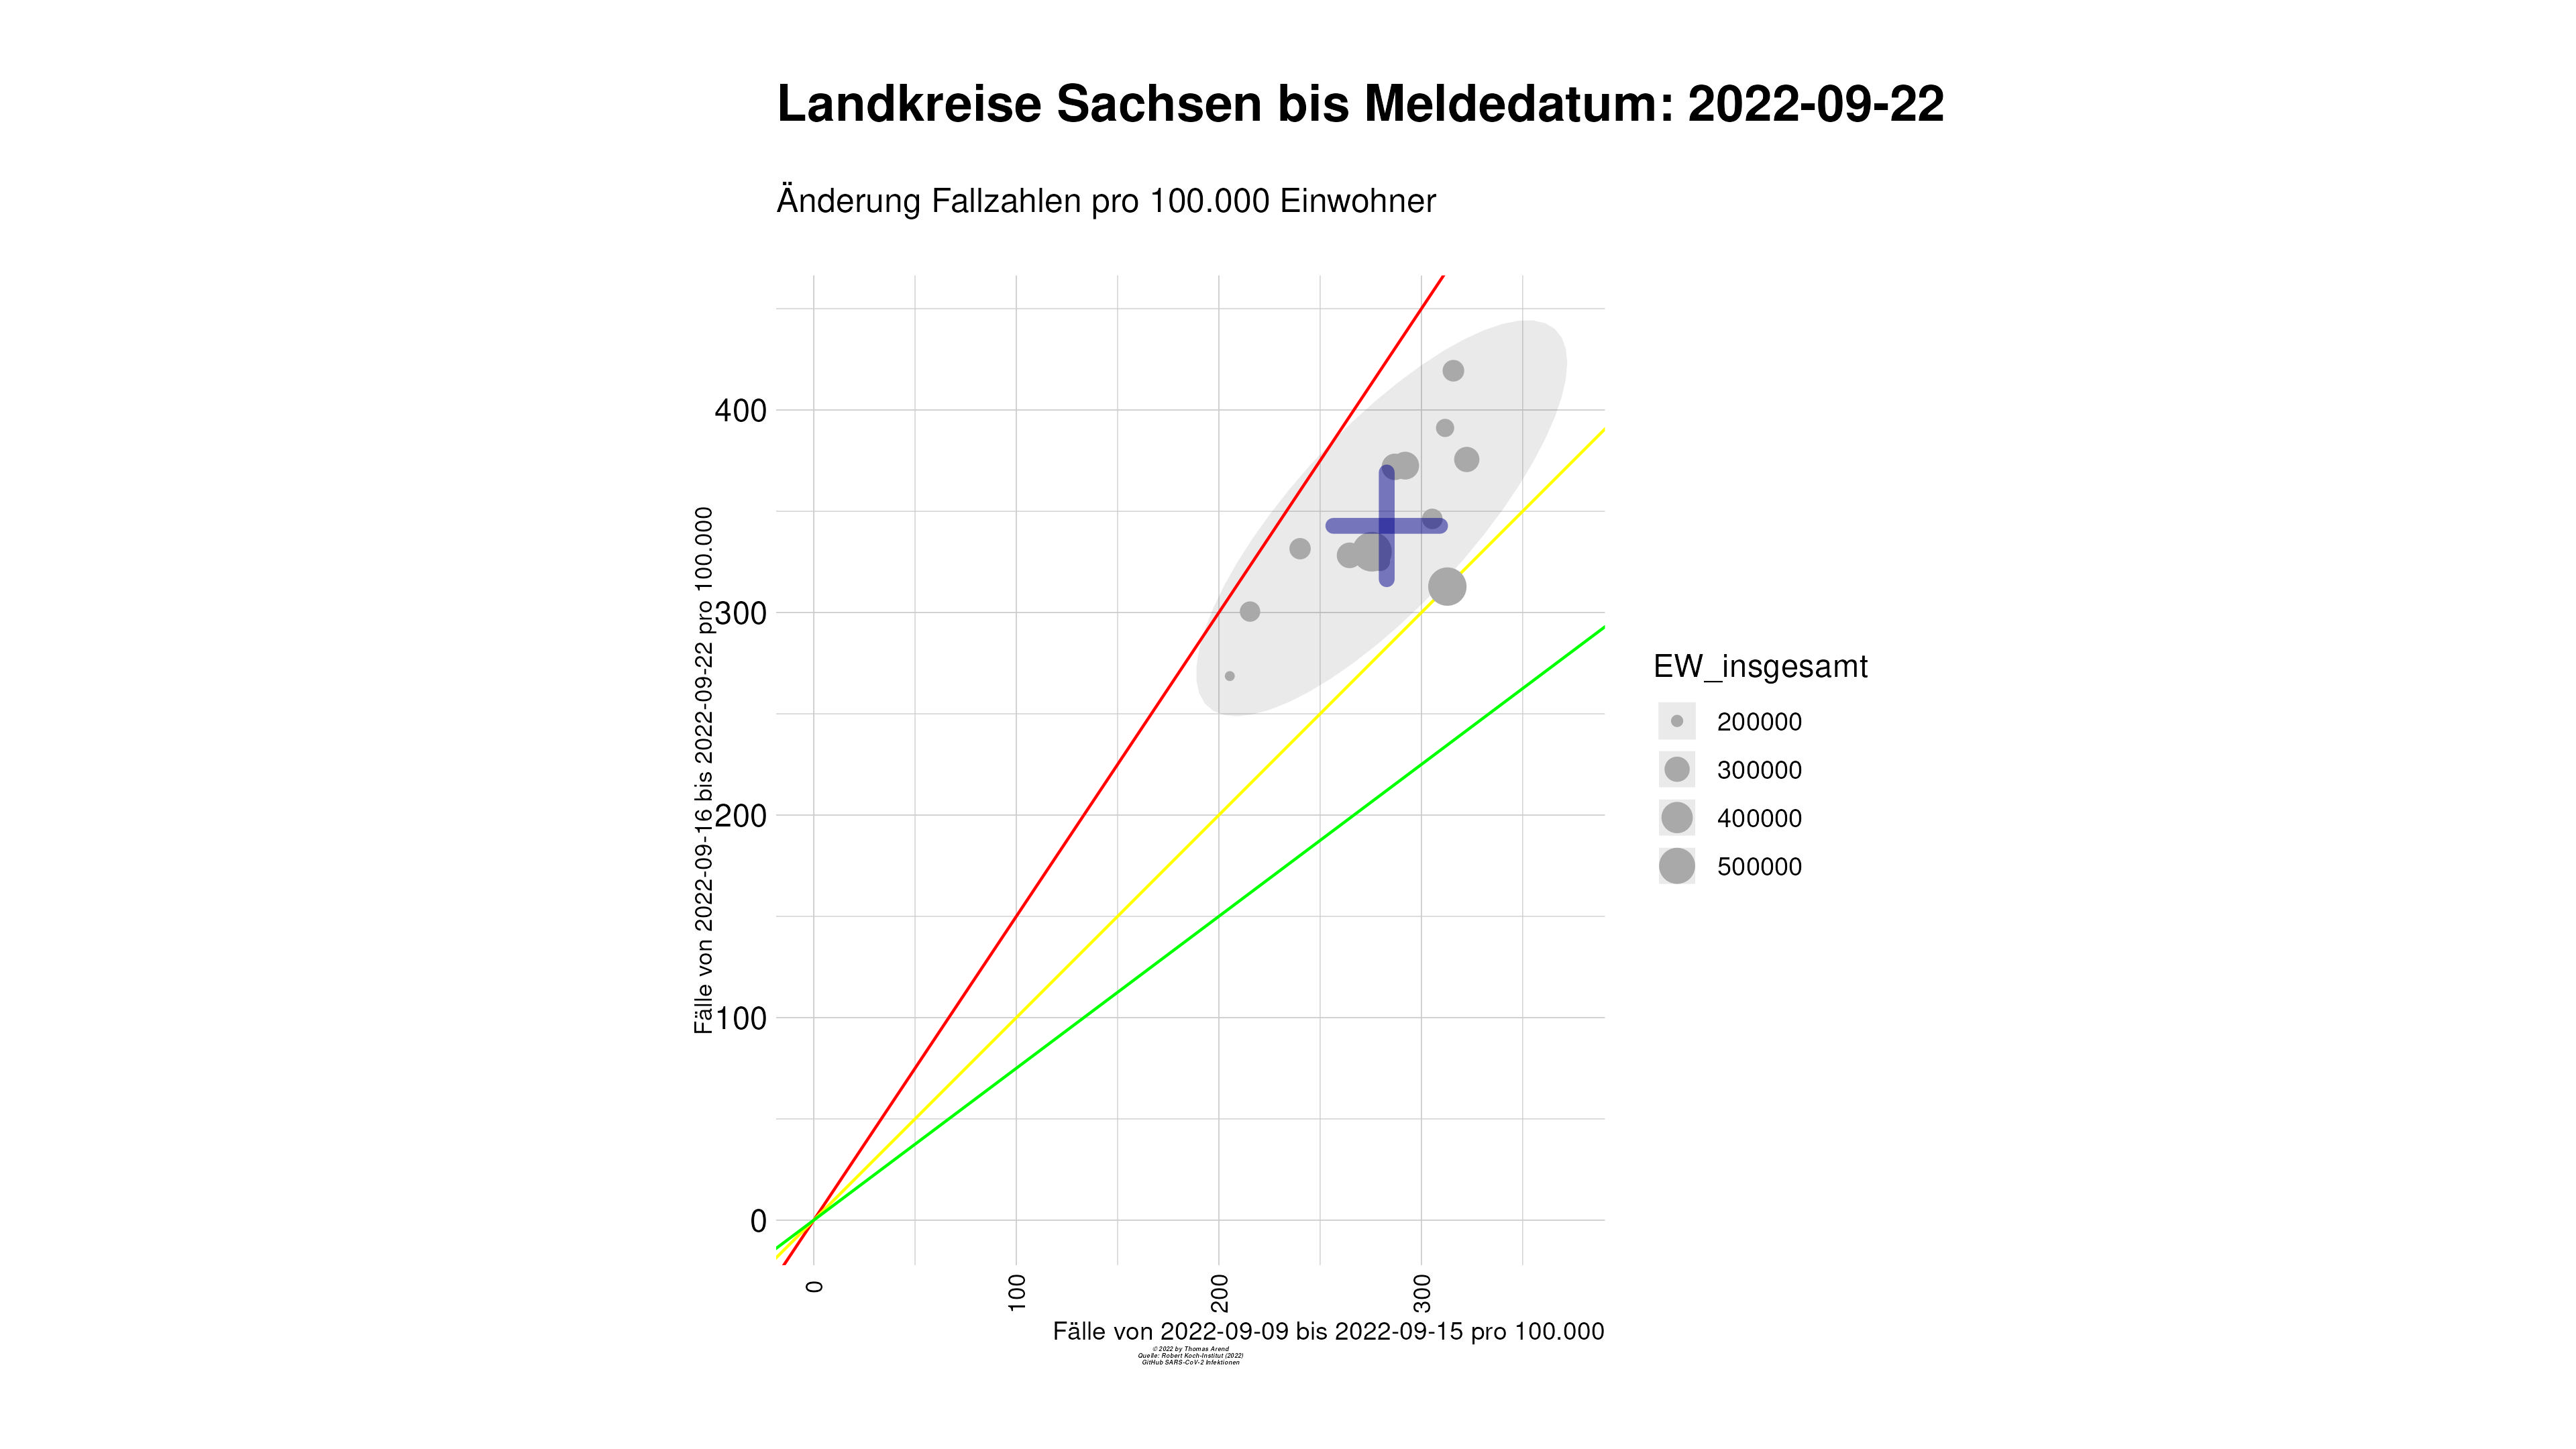 Landkreise Sachsen bis Meldedatum: 2022-09-22
Änderung Fallzahlen pro 100.000 Einwohner
Fälle von 2022-09-16 bis 2022-09-22 pro 100.000
400
300
200
100
0
0
100
200
300
Fälle von 2022-09-09 bis 2022-09-15 pro 100.000
EW_insgesamt
200000
300000
400000
500000
© 2022 by Thomas Arend
Quelle: Robert Koch-Institut (2022)
GitHub SARS-CoV-2 Infektionen